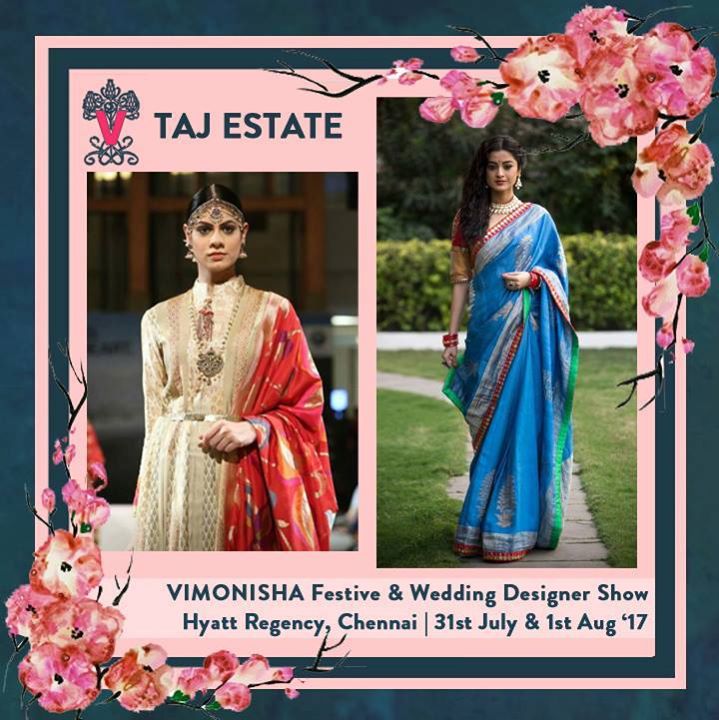 V
TAJ ESTATE
VIMONISHA Festive & Wedding Designer Show
Hyatt Regency, Chennai | 31st July & 1st Aug ‘17